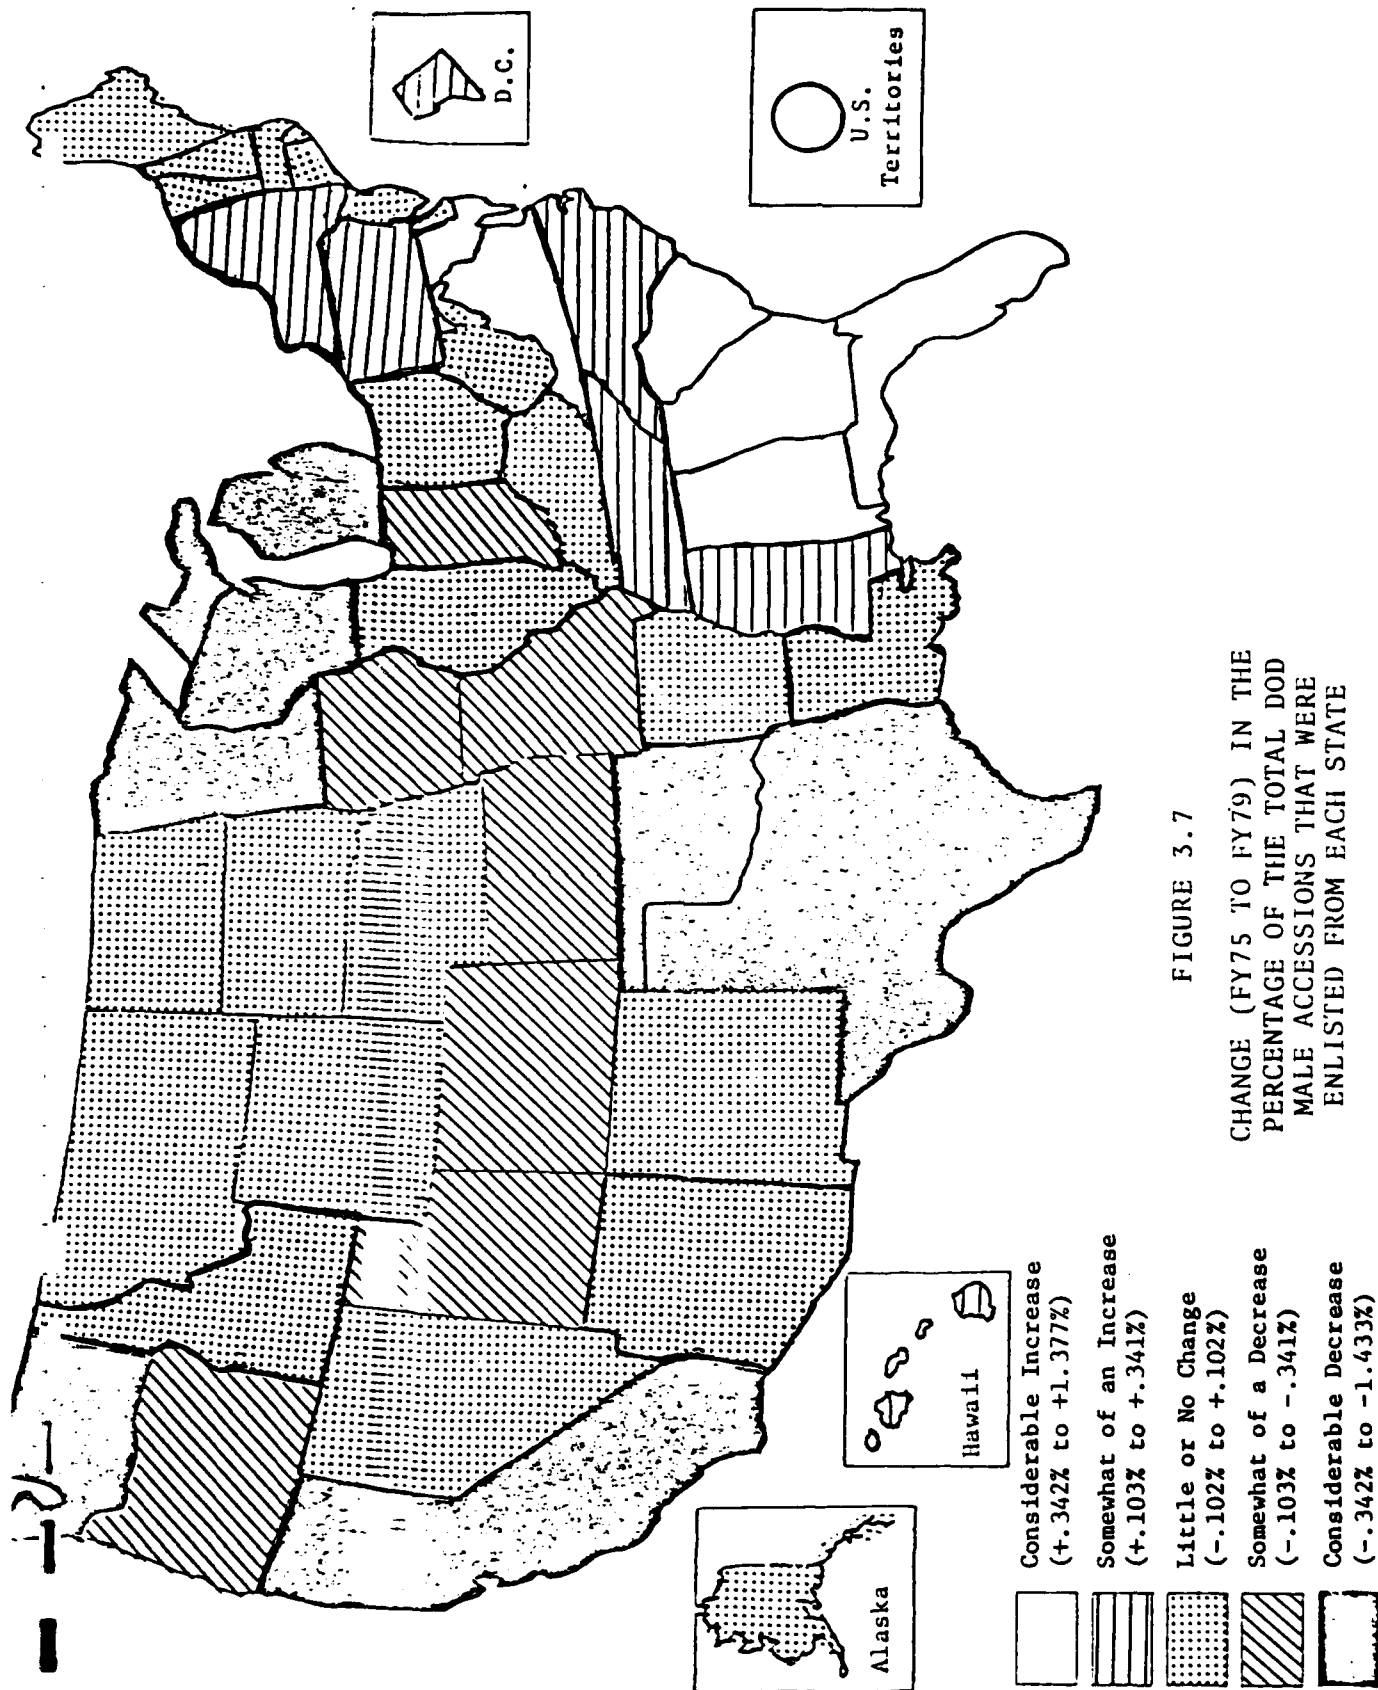 D.C.
U.S.
Territories
Hawaii
Alaska
Considerable Increase
(+.342% to +1.377%)
Somewhat of an Increase
(+.103% to +.341%)
Little or No Change
(-.102% to +.102%)
Somewhat of a Decrease
(-.103% to -.341%)
Considerable Decrease
(-.342% to -1.433%)
FIGURE 3.7
CHANGE (FY75 TO FY79) IN THE
PERCENTAGE OF THE TOTAL DOD
MALE ACCESSIONS THAT WERE
ENLISTED FROM EACH STATE